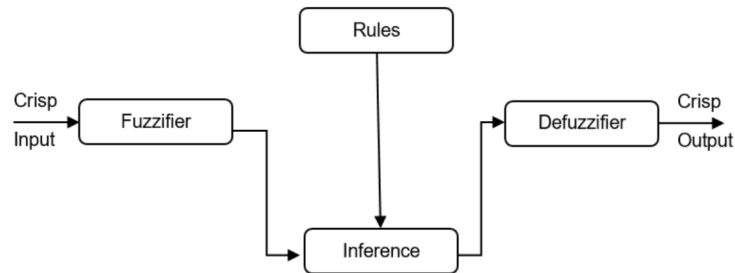 Rules
Crisp
Input
Fuzzifier
Defuzzifier
Crisp
Output
Inference